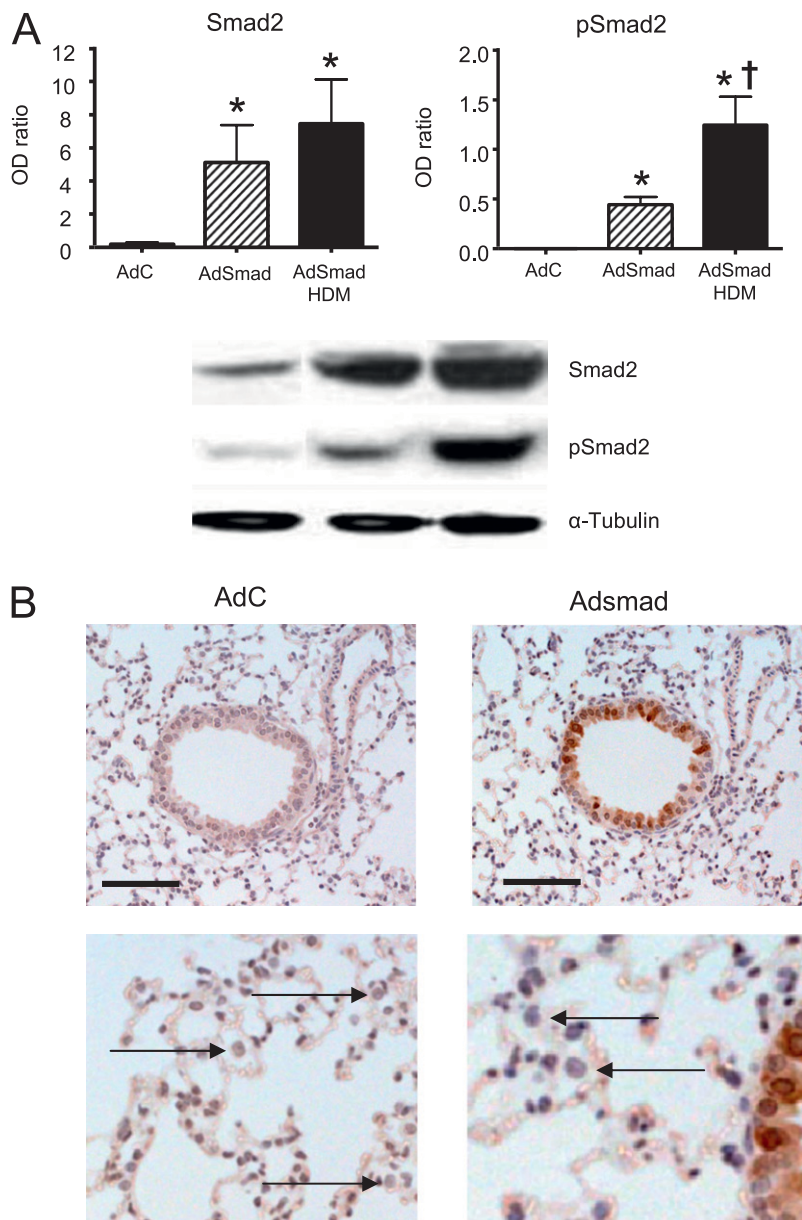 A
Smad2
OD ratio
12
10
8
6
4
2
0
*
*
AdC
AdSmad
AdSmad
HDM
pSmad2
OD ratio
2.0
1.5
1.0
0.5
0.0
*
*†
AdC
AdSmad
AdSmad
HDM
Smad2
pSmad2
α-Tubulin
B
AdC
Adsmad